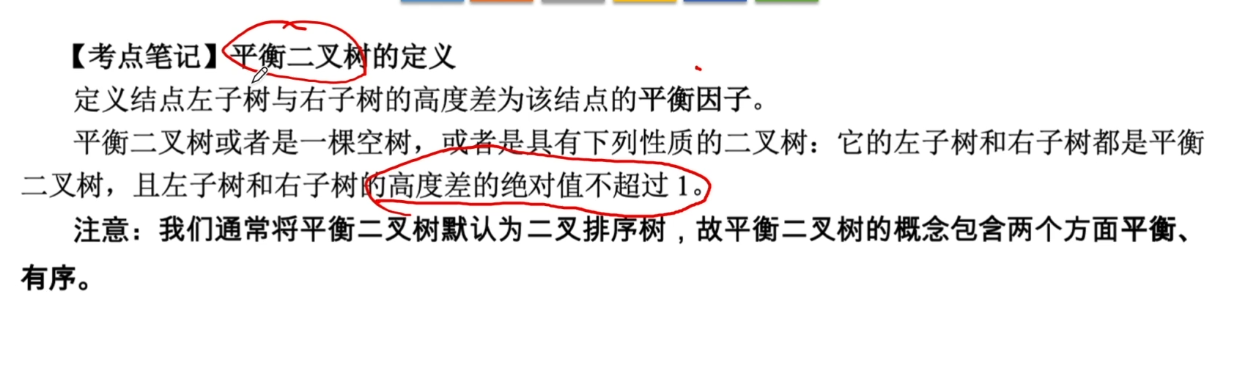 【考点笔记】平衡二叉树的定义
定义结点左子树与右子树的高度差为该结点的平衡因子。
平衡二叉树或者是一棵空树，或者是具有下列性质的二叉树：它的左子树和右子树都是平衡
二叉树，且左子树和右子树的高度差的绝对值不超过 1。
注意：我们通常将平衡二叉树默认为二叉排序树，故平衡二叉树的概念包含两个方面平衡、
有序。